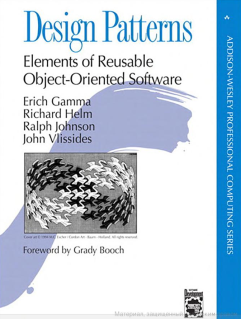 Design Patterns
Elements of Reusable
Object-Oriented Software
Erich Gamma
Richard Helm
Ralph Johnson
John Vlissides
Foreword by Grady Booch
ADDISON-WESLEY PROFESSIONAL COMPUTING SERIES